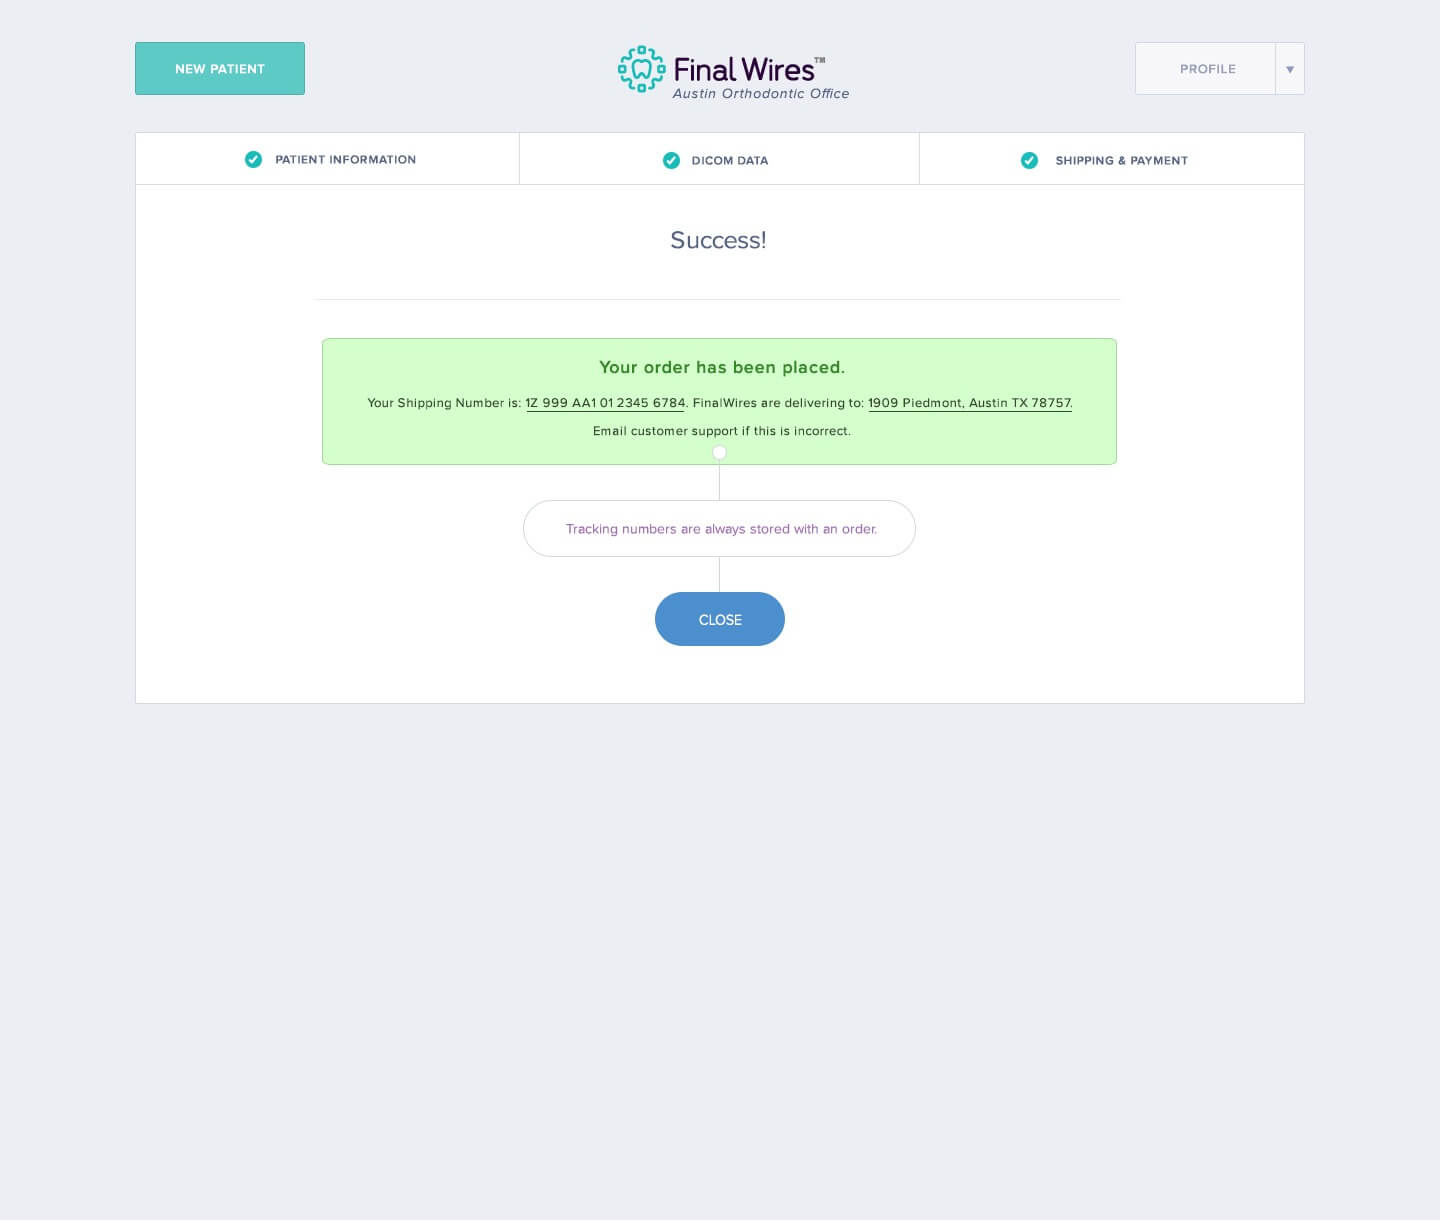 NEW PATIENT
Final Wires™
Austin Orthodontic Office
PROFILE
PATIENT INFORMATION
DICOM DATA
SHIPPING & PAYMENT
Success!
Your order has been placed.
Your Shipping Number is: 1Z 999 AA1 01 2345 6784. FinalWires are delivering to: 1909 Piedmont, Austin TX 78757.
Email customer support if this is incorrect.
Tracking numbers are always stored with an order.
CLOSE